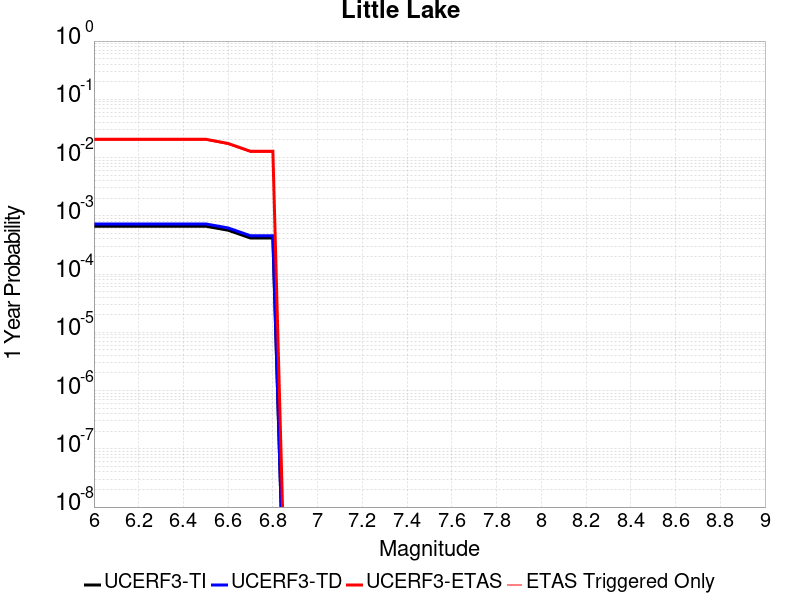 Little Lake
10^0
10^-1
10^-2
10^-3
10^-4
10^-5
10^-6
10^-7
10^-8
1 Year Probability
6 6.2 6.4 6.6 6.8 7 7.2 7.4 7.6 7.8 8 8.2 8.4 8.6 8.8 9
Magnitude
UCERF3-TI UCERF3-TD UCERF3-ETAS ETAS Triggered Only